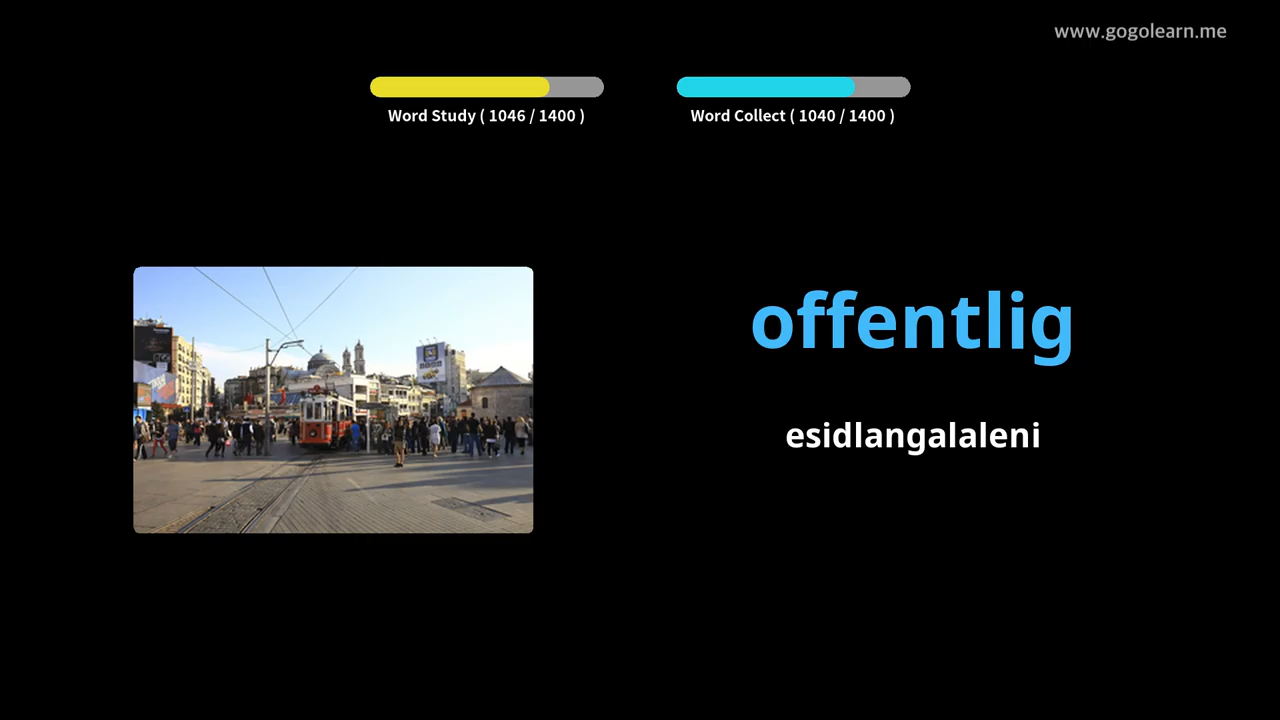 www.gogolearn.me
Word Study ( 1046 / 1400 )
Word Collect ( 1040 / 1400 )
offentlig
esidlangalaleni